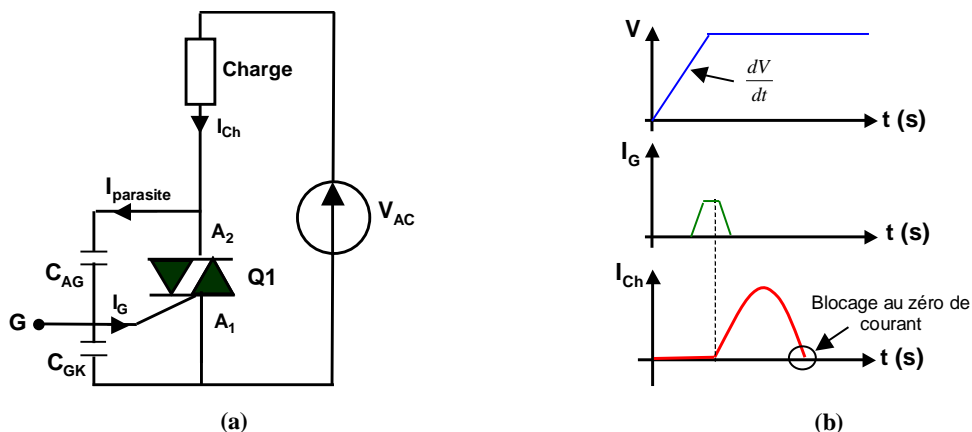 Charge
I_Ch
I_parasite
A_2
V_AC
C_AG
Q1
I_G
G
A_1
C_GK
(a)
V
dV
dt
t (s)
I_G
t (s)
I_Ch
Blocage au zéro de
courant
t (s)
(b)